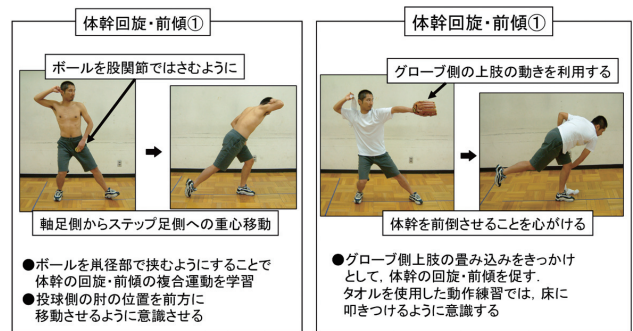 体幹回旋・前傾①
ボールを股関節ではさむように
軸足側からステップ足側への重心移動
●ボールを鼡径部で挟むようにすることで
体幹の回旋・前傾の複合運動を学習
●投球側の肘の位置を前方に
移動させるように意識させる
体幹回旋・前傾①
グローブ側の上肢の動きを利用する
体幹を前倒させることを心がける
●グローブ側上肢の畳み込みをきっかけ
として，体幹の回旋・前傾を促す．
タオルを使用した動作練習では，床に
叩きつけるように意識する